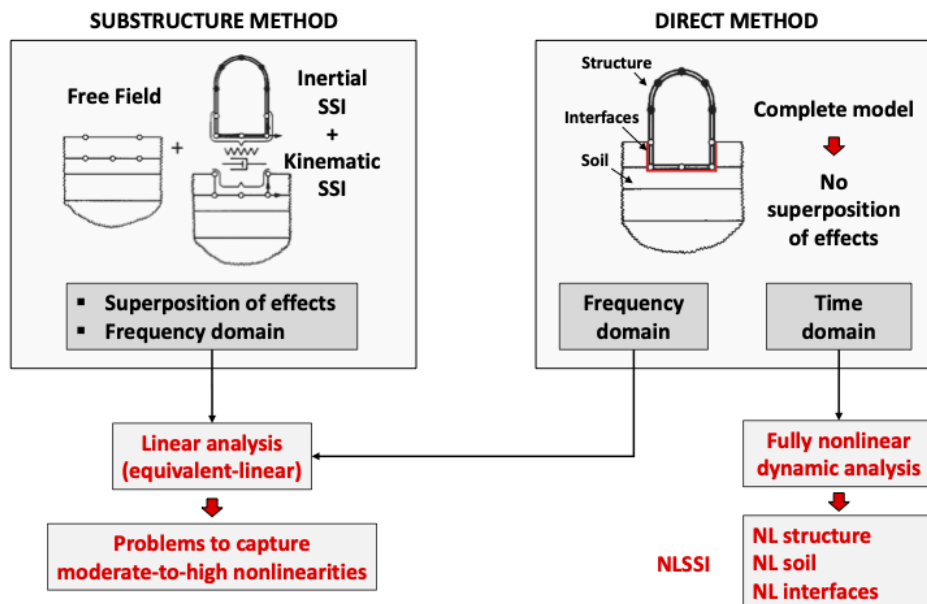 SUBSTRUCTURE METHOD
Free Field
+
Inertial
SSI
+
Kinematic
SSI
▪ Superposition of effects
▪ Frequency domain
Linear analysis
(equivalent-linear)
Problems to capture
moderate-to-high nonlinearities
DIRECT METHOD
Structure
Interfaces
Soil
Complete model
No
superposition
of effects
Frequency
domain
Time
domain
Fully nonlinear
dynamic analysis
NLSSI
NL structure
NL soil
NL interfaces